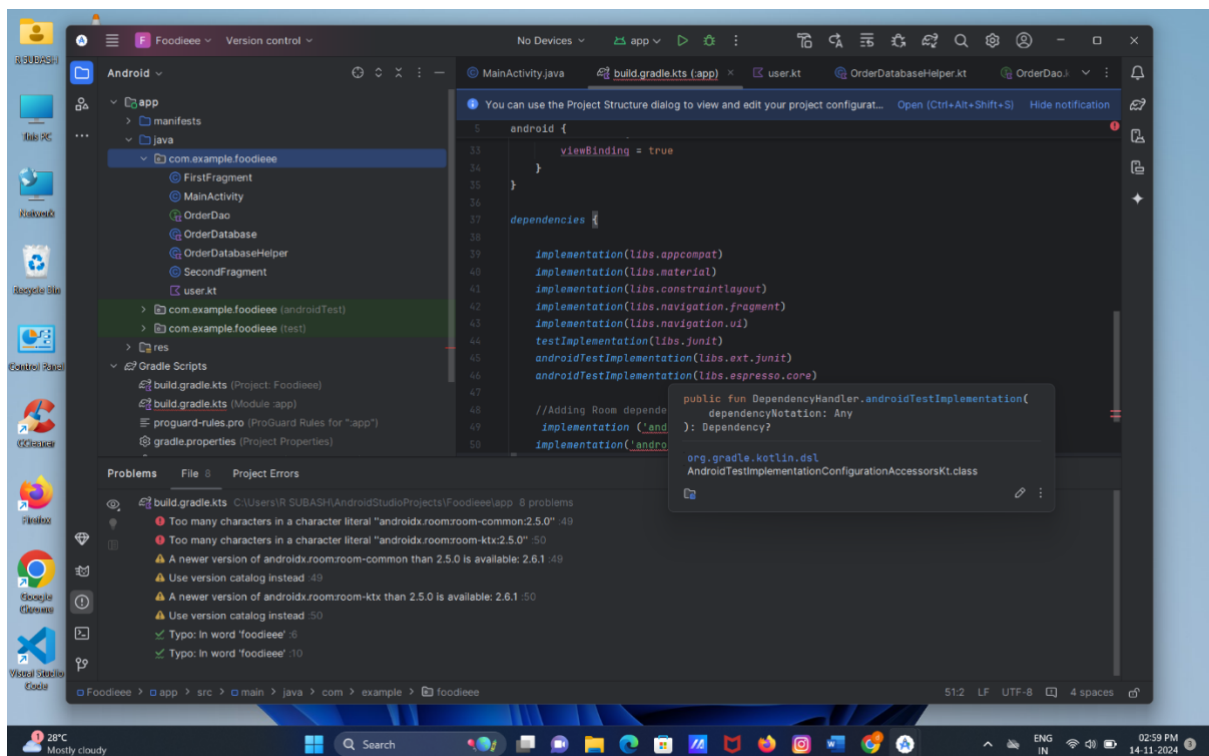 R SUBASH
This PC
Network
Recycle Bin
Control Panel
CCleaner
Firefox
Google Chrome
Visual Studio Code
F Foodieee Version control No Devices app
Android
MainActivity.java build.gradle.kts (:app) user.kt OrderDatabaseHelper.kt OrderDao.k
You can use the Project Structure dialog to view and edit your project configurat... Open (Ctrl+Alt+Shift+S) Hide notification
app
manifests
java
com.example.foodieee
FirstFragment
MainActivity
OrderDao
OrderDatabase
OrderDatabaseHelper
SecondFragment
user.kt
com.example.foodieee (androidTest)
com.example.foodieee (test)
res
Gradle Scripts
build.gradle.kts (Project: Foodieee)
build.gradle.kts (Module :app)
proguard-rules.pro (ProGuard Rules for ":app")
gradle.properties (Project Properties)
5 android {
33 viewBinding = true
34 }
35 }
36
37 dependencies {
38
39 implementation(libs.appcompat)
40 implementation(libs.material)
41 implementation(libs.constraintlayout)
42 implementation(libs.navigation.fragment)
43 implementation(libs.navigation.ui)
44 testImplementation(libs.junit)
45 androidTestImplementation(libs.ext.junit)
46 androidTestImplementation(libs.espresso.core)
47
48 //Adding Room depende
49 implementation ('and
50 implementation('andro
public fun DependencyHandler.androidTestImplementation(
dependencyNotation: Any
): Dependency?
org.gradle.kotlin.dsl
AndroidTestImplementationConfigurationAccessorsKt.class
Problems File 8 Project Errors
build.gradle.kts C:\Users\R SUBASH\AndroidStudioProjects\Foodieee\app 8 problems
Too many characters in a character literal "androidx.room:room-common:2.5.0" :49
Too many characters in a character literal "androidx.room:room-ktx:2.5.0" :50
A newer version of androidx.room:room-common than 2.5.0 is available: 2.6.1 :49
Use version catalog instead :49
A newer version of androidx.room:room-ktx than 2.5.0 is available: 2.6.1 :50
Use version catalog instead :50
Typo: In word 'foodieee' :6
Typo: In word 'foodieee' :10
Foodieee > app > src > main > java > com > example > foodieee 51:2 LF UTF-8 4 spaces
1 28°C
Mostly cloudy
Search
ENG
IN
02:59 PM
14-11-2024